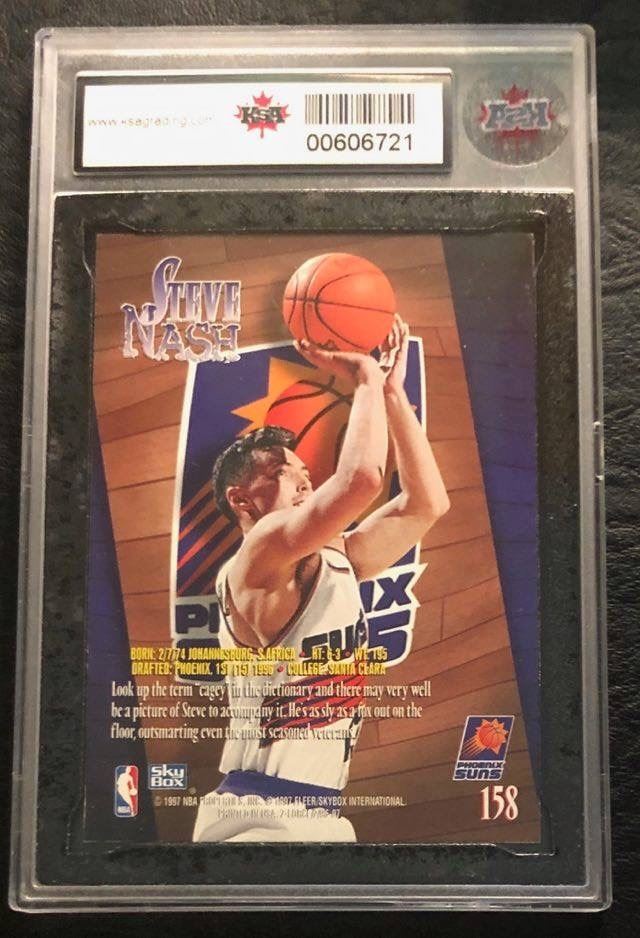 www.ksagrading.com
KSA
00606721
KSA
STEVE
NASH
PHOENIX
SUNS
BORN: 2/7/74 JOHANNESBURG, S.AFRICA • HT: 6-3 • WT: 195
DRAFTED: PHOENIX, 1ST (15) 1996 • COLLEGE: SANTA CLARA
Look up the term "cagey" in the dictionary and there may very well
be a picture of Steve to accompany it. He's as sly as a fox out on the
floor, outsmarting even the most seasoned veterans.
NBA
sky
Box
© 1997 NBA PROPERTIES, INC. © 1997 FLEER/SKYBOX INTERNATIONAL.
PRINTED IN USA.
PHOENIX
SUNS
158